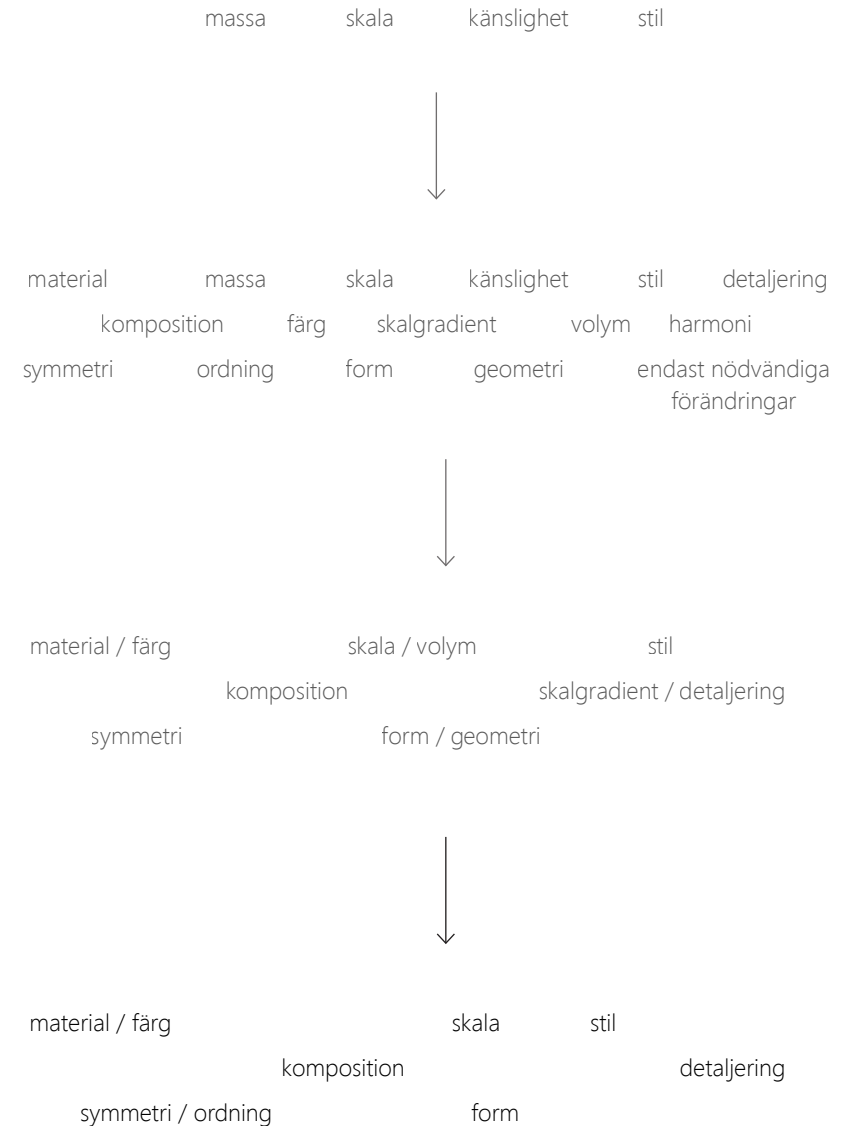 massa skala känslighet stil
material massa skala känslighet stil detaljering
komposition färg skalgradient volym harmoni
symmetri ordning form geometri endast nödvändiga
förändringar
material / färg skala / volym stil
komposition skalgradient / detaljering
symmetri form / geometri
material / färg skala stil
komposition detaljering
symmetri / ordning form